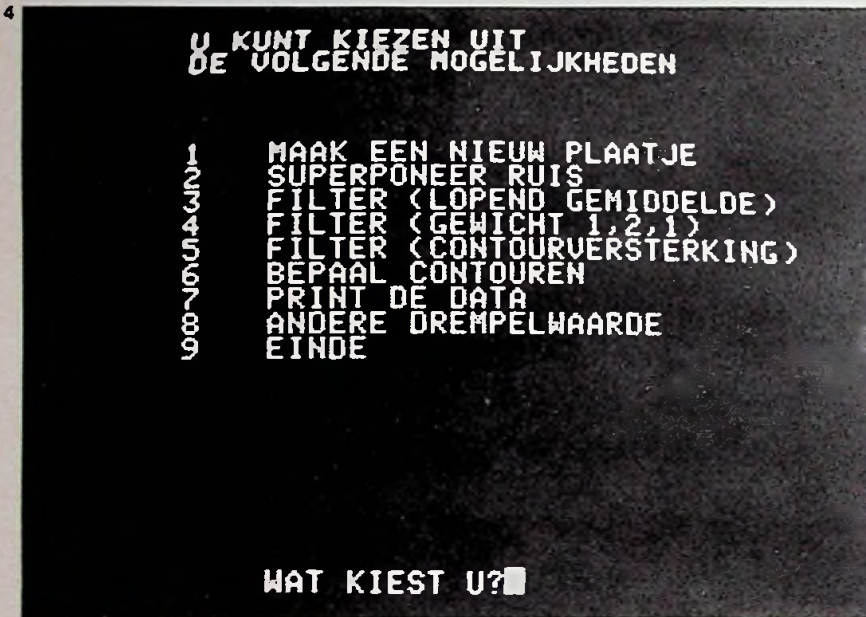 4
U KUNT KIEZEN UIT
DE VOLGENDE MOGELIJKHEDEN
1 MAAK EEN NIEUW PLAATJE
2 SUPERPONEER RUIS
3 FILTER (LOPEND GEMIDDELDE)
4 FILTER (GEWICHT 1,2,1)
5 FILTER (CONTOURVERSTERKING)
6 BEPAAL CONTOUREN
7 PRINT DE DATA
8 ANDERE DREMPELWAARDE
9 EINDE
WAT KIEST U?